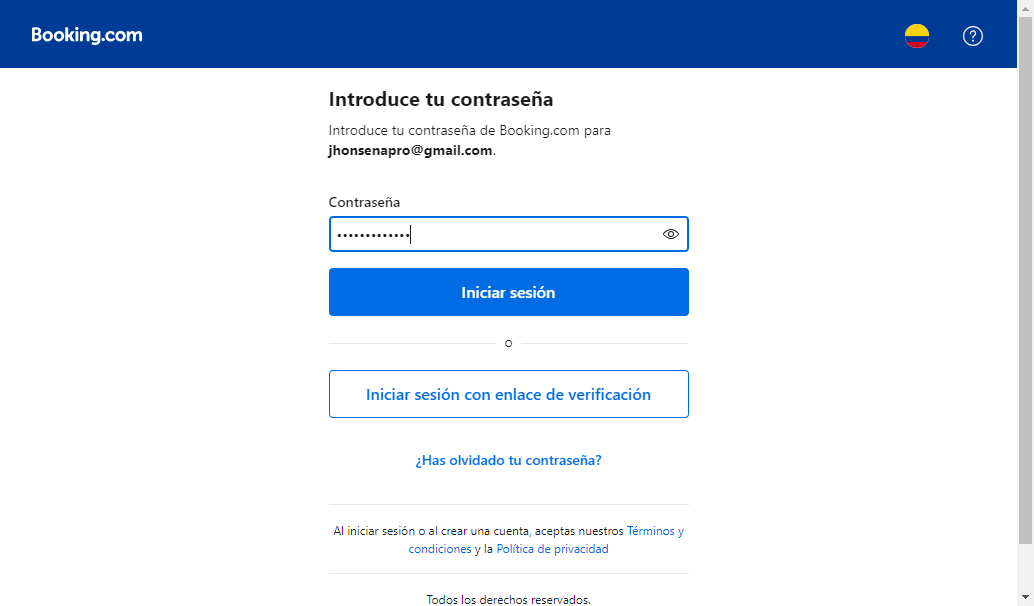 Booking.com
Introduce tu contraseña
Introduce tu contraseña de Booking.com para
jhonsenapro@gmail.com.
Contraseña
•••••••••••••
Iniciar sesión
o
Iniciar sesión con enlace de verificación
¿Has olvidado tu contraseña?
Al iniciar sesión o al crear una cuenta, aceptas nuestros Términos y
condiciones y la Política de privacidad
Todos los derechos reservados.